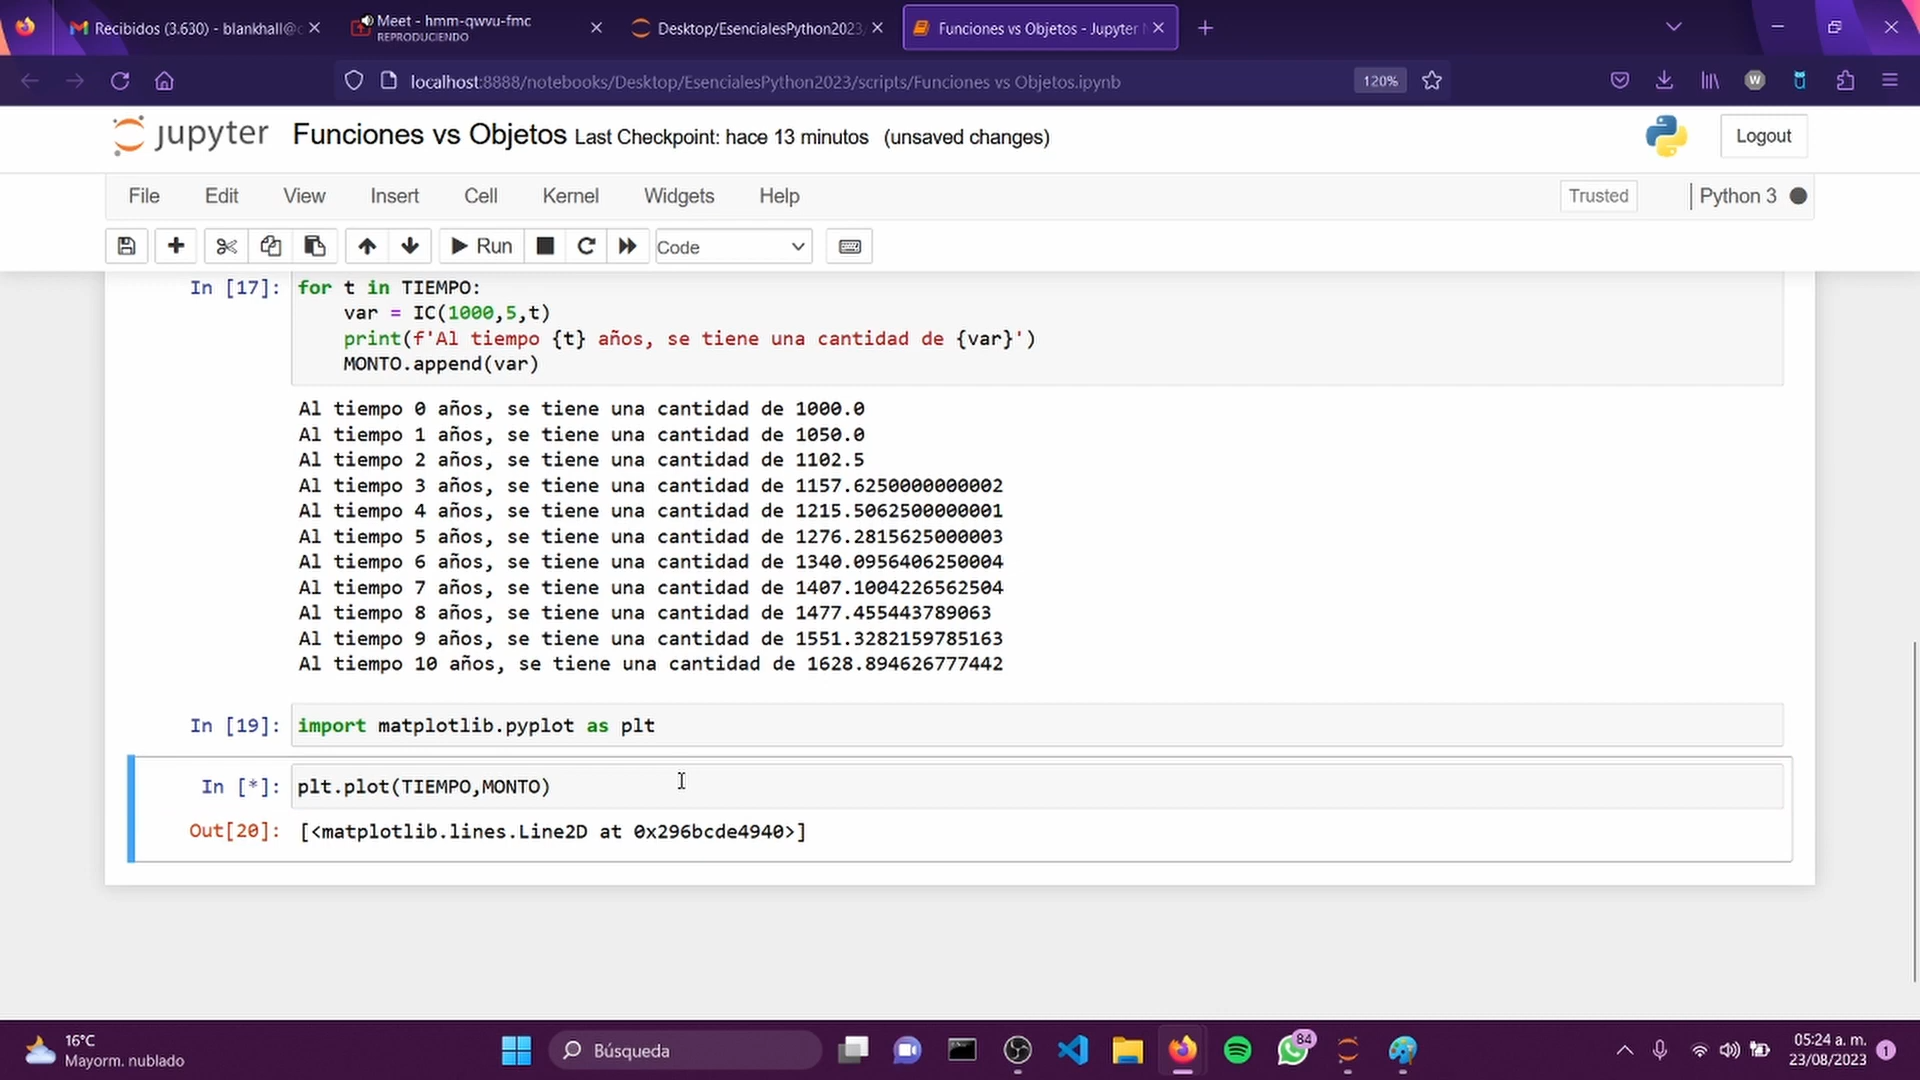 Recibidos (3.630) - blankhall@c
Meet - hmm-qwvu-fmc
REPRODUCIENDO
Desktop/EsencialesPython2023/
Funciones vs Objetos - Jupyter N
localhost:8888/notebooks/Desktop/EsencialesPython2023/scripts/Funciones vs Objetos.ipynb
120%
W
jupyter Funciones vs Objetos Last Checkpoint: hace 13 minutos (unsaved changes)
Logout
File Edit View Insert Cell Kernel Widgets Help
Trusted
Python 3
Run
Code
In [17]: for t in TIEMPO:
var = IC(1000,5,t)
print(f'Al tiempo {t} años, se tiene una cantidad de {var}')
MONTO.append(var)
Al tiempo 0 años, se tiene una cantidad de 1000.0
Al tiempo 1 años, se tiene una cantidad de 1050.0
Al tiempo 2 años, se tiene una cantidad de 1102.5
Al tiempo 3 años, se tiene una cantidad de 1157.6250000000002
Al tiempo 4 años, se tiene una cantidad de 1215.5062500000001
Al tiempo 5 años, se tiene una cantidad de 1276.2815625000003
Al tiempo 6 años, se tiene una cantidad de 1340.0956406250004
Al tiempo 7 años, se tiene una cantidad de 1407.1004226562504
Al tiempo 8 años, se tiene una cantidad de 1477.455443789063
Al tiempo 9 años, se tiene una cantidad de 1551.3282159785163
Al tiempo 10 años, se tiene una cantidad de 1628.894626777442
In [19]: import matplotlib.pyplot as plt
In [*]: plt.plot(TIEMPO,MONTO)
Out[20]: [<matplotlib.lines.Line2D at 0x296bcde4940>]
16°C
Mayorm. nublado
Búsqueda
84
05:24 a. m.
23/08/2023
1